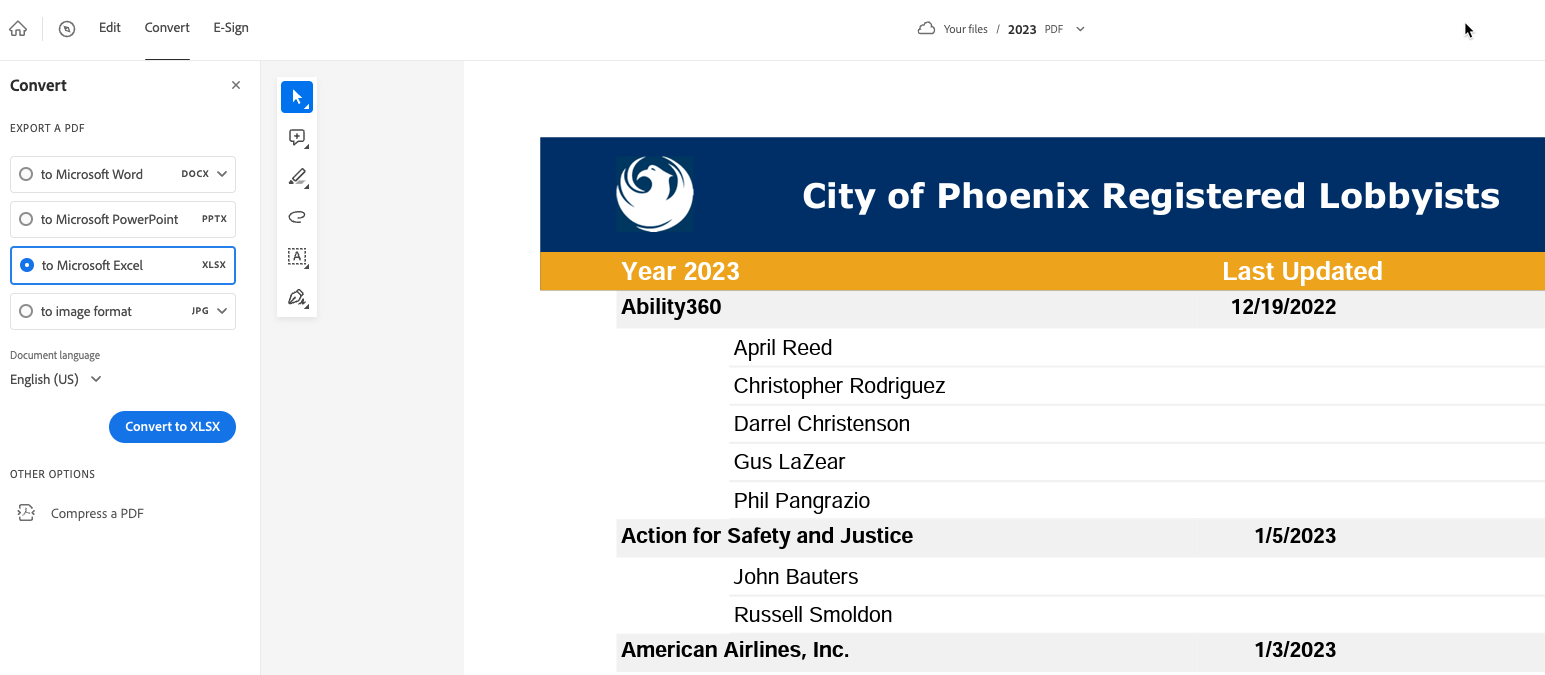 Edit Convert E-Sign
Your files / 2023 PDF
Convert
EXPORT A PDF
to Microsoft Word DOCX
to Microsoft PowerPoint PPTX
to Microsoft Excel XLSX
to image format JPG
Document language
English (US)
Convert to XLSX
OTHER OPTIONS
Compress a PDF
A
City of Phoenix Registered Lobbyists
Year 2023 Last Updated
Ability360 12/19/2022
April Reed
Christopher Rodriguez
Darrel Christenson
Gus LaZear
Phil Pangrazio
Action for Safety and Justice 1/5/2023
John Bauters
Russell Smoldon
American Airlines, Inc. 1/3/2023